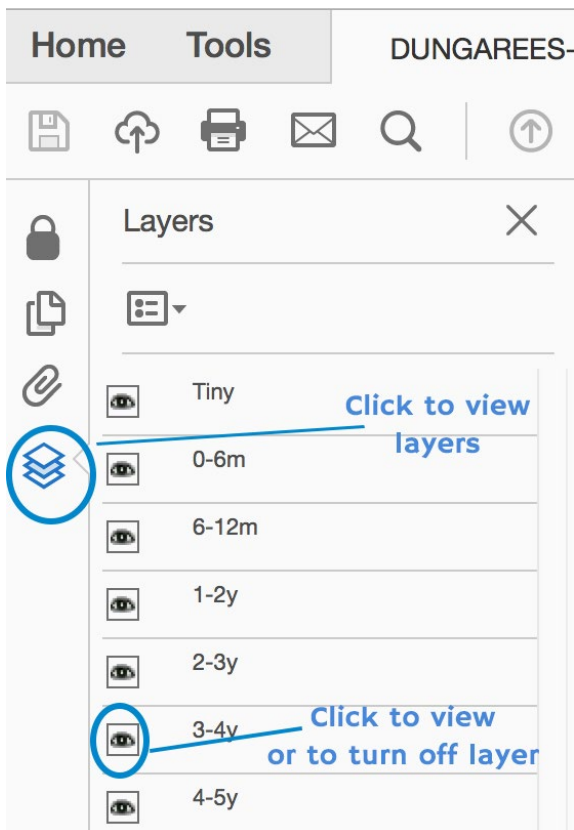 Home Tools DUNGAREES-
Layers
Tiny
Click to view
layers
0-6m
6-12m
1-2y
2-3y
3-4y
Click to view
or to turn off layer
4-5y